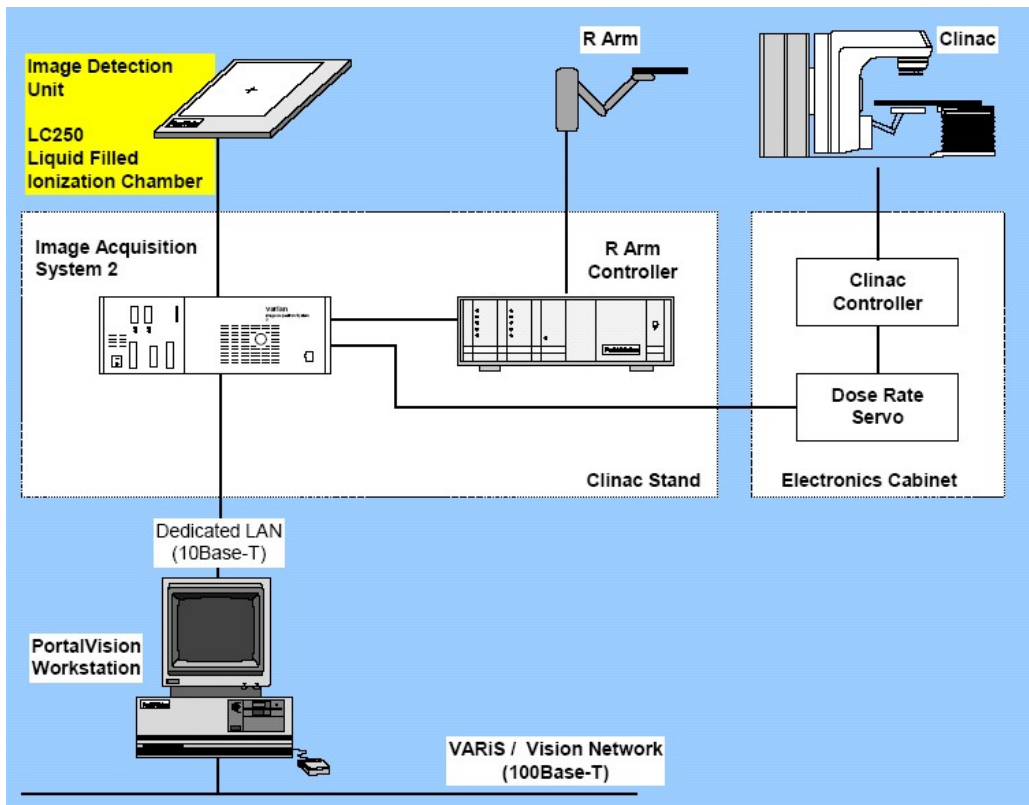 R Arm
Clinac
Image Detection
Unit
LC250
Liquid Filled
Ionization Chamber
Image Acquisition
System 2
R Arm
Controller
Clinac
Controller
varian
Dose Rate
Servo
Clinac Stand
Electronics Cabinet
Dedicated LAN
(10Base-T)
PortalVision
Workstation
VARiS / Vision Network
(100Base-T)